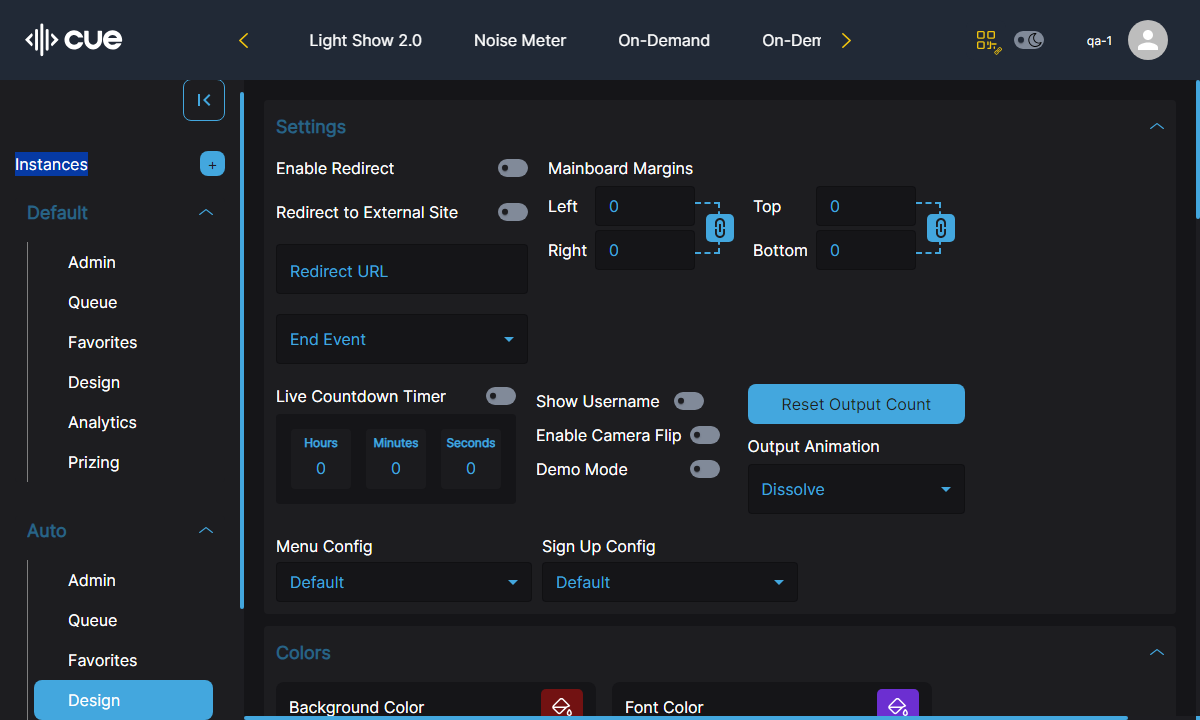 cue
Light Show 2.0
Noise Meter
On-Demand
On-Dem
qa-1
Instances
+
Default
Admin
Queue
Favorites
Design
Analytics
Prizing
Auto
Admin
Queue
Favorites
Design
Settings
Enable Redirect
Redirect to External Site
Redirect URL
End Event
Mainboard Margins
Left 0
Right 0
Top 0
Bottom 0
Live Countdown Timer
Hours Minutes Seconds
0 0 0
Show Username
Enable Camera Flip
Demo Mode
Reset Output Count
Output Animation
Dissolve
Menu Config
Default
Sign Up Config
Default
Colors
Background Color
Font Color